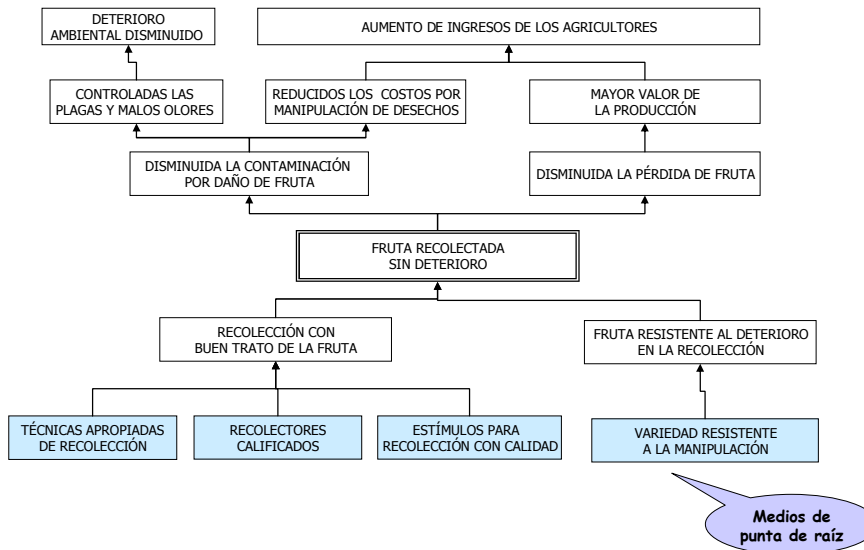 DETERIORO
AMBIENTAL DISMINUIDO
AUMENTO DE INGRESOS DE LOS AGRICULTORES
CONTROLADAS LAS
PLAGAS Y MALOS OLORES
REDUCIDOS LOS COSTOS POR
MANIPULACIÓN DE DESECHOS
MAYOR VALOR DE
LA PRODUCCIÓN
DISMINUIDA LA CONTAMINACIÓN
POR DAÑO DE FRUTA
DISMINUIDA LA PÉRDIDA DE FRUTA
FRUTA RECOLECTADA
SIN DETERIORO
RECOLECCIÓN CON
BUEN TRATO DE LA FRUTA
FRUTA RESISTENTE AL DETERIORO
EN LA RECOLECCIÓN
TÉCNICAS APROPIADAS
DE RECOLECCIÓN
RECOLECTORES
CALIFICADOS
ESTÍMULOS PARA
RECOLECCIÓN CON CALIDAD
VARIEDAD RESISTENTE
A LA MANIPULACIÓN
Medios de
punta de raíz